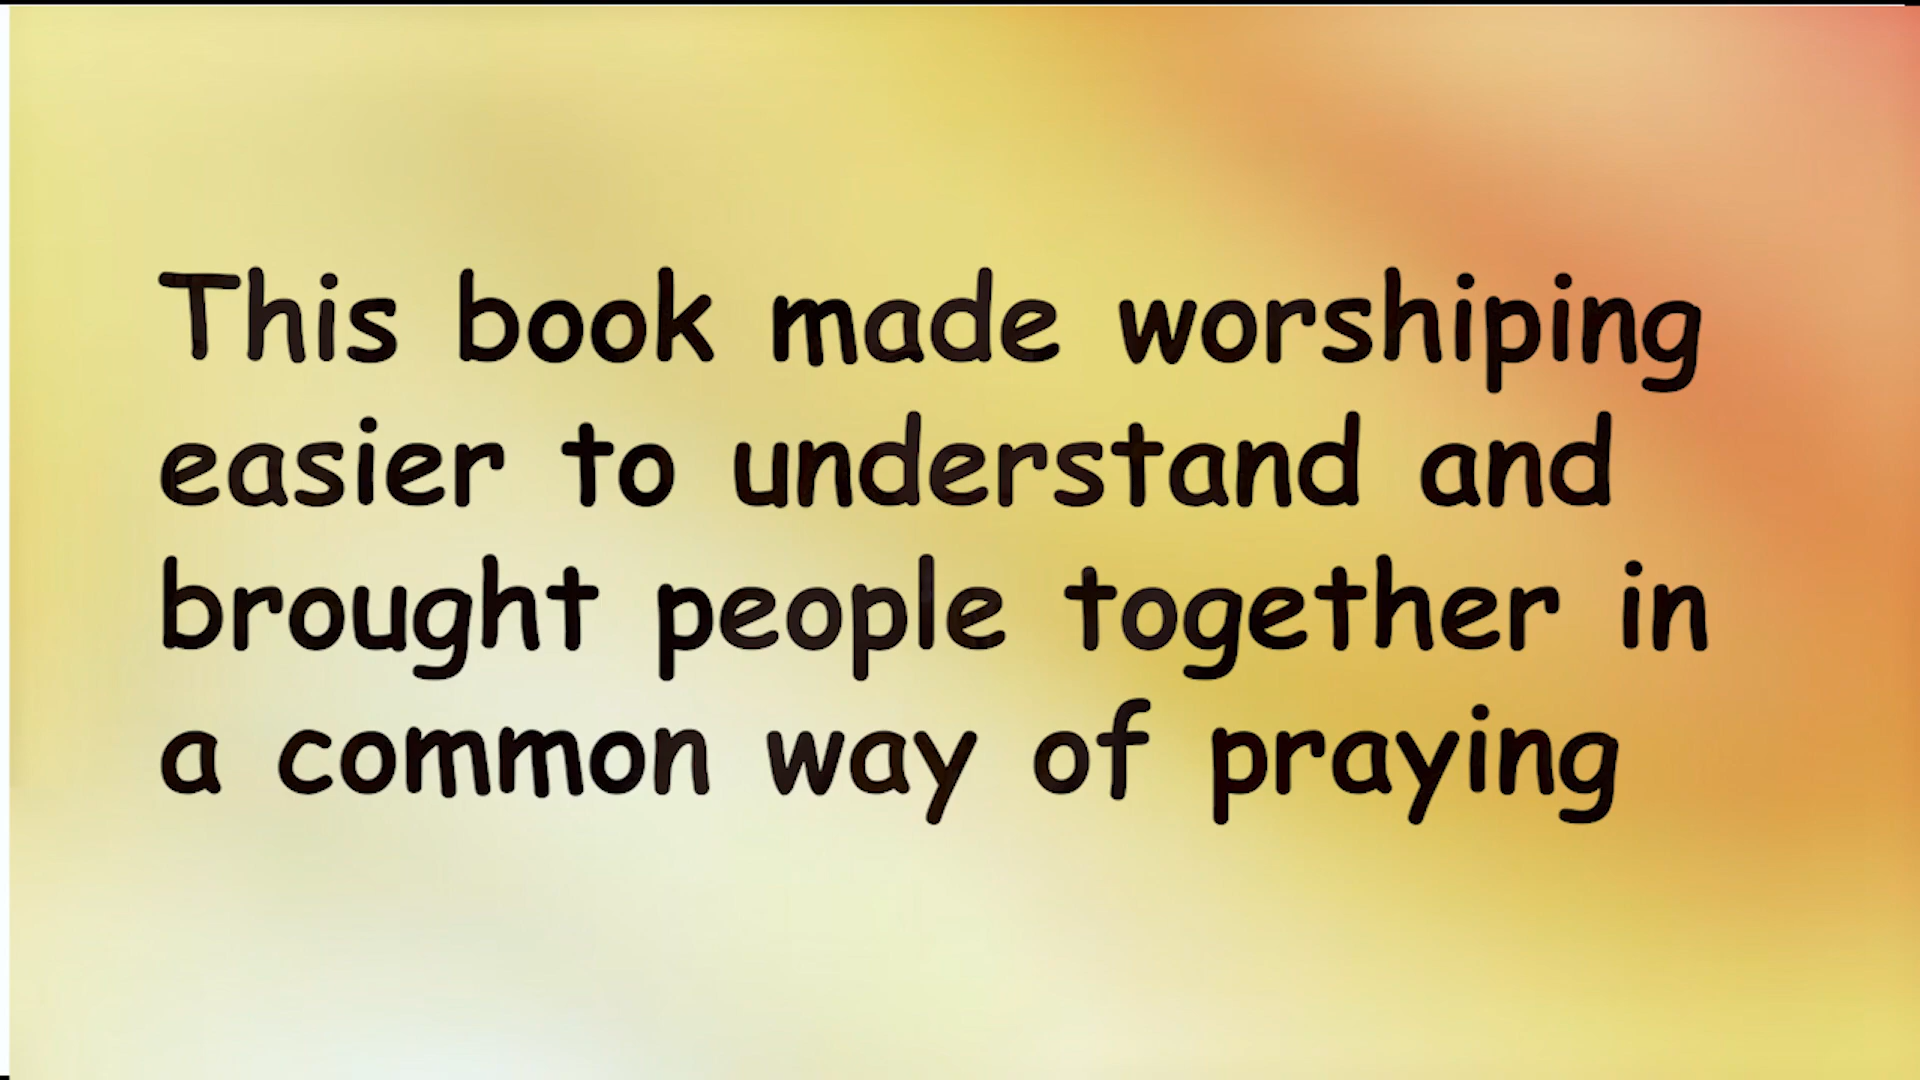 This book made worshiping
easier to understand and
brought people together in
a common way of praying